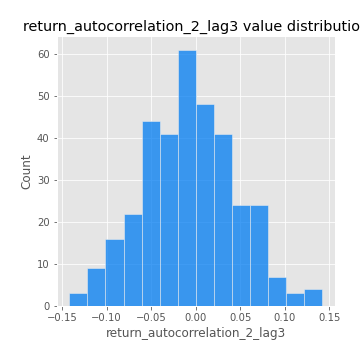 return_autocorrelation_2_lag3 value distributio
60
50
40
30
20
10
0
Count
−0.15 −0.10 −0.05 0.00 0.05 0.10 0.15
return_autocorrelation_2_lag3